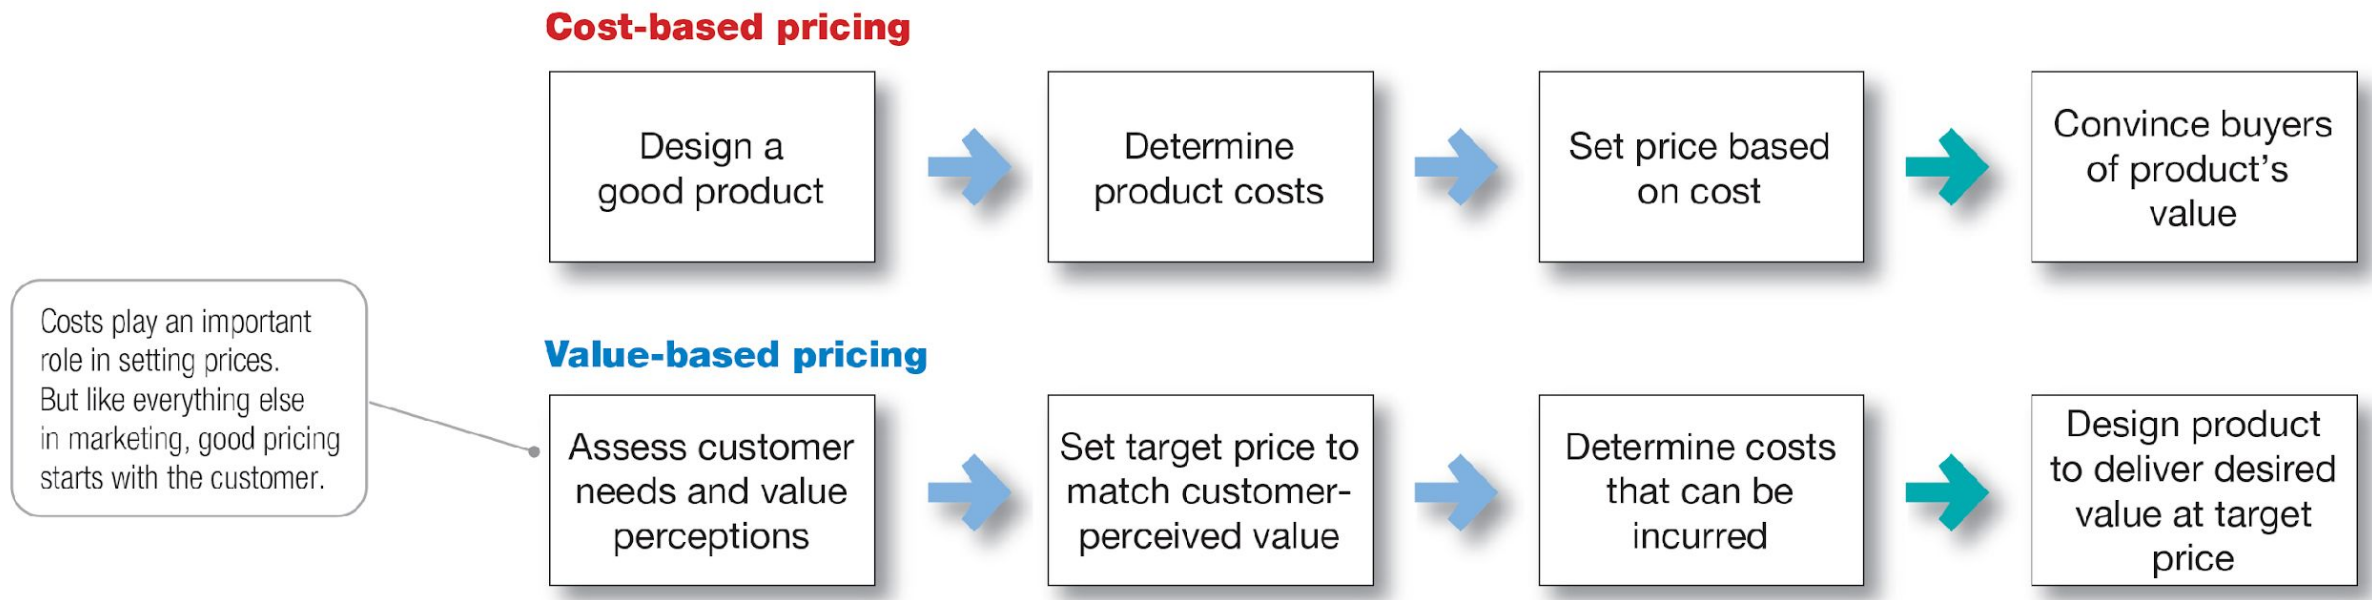 Cost-based pricing
Design a
good product
Determine
product costs
Set price based
on cost
Convince buyers
of product's
value
Costs play an important
role in setting prices.
But like everything else
in marketing, good pricing
starts with the customer.
Value-based pricing
Assess customer
needs and value
perceptions
Set target price to
match customer-
perceived value
Determine costs
that can be
incurred
Design product
to deliver desired
value at target
price